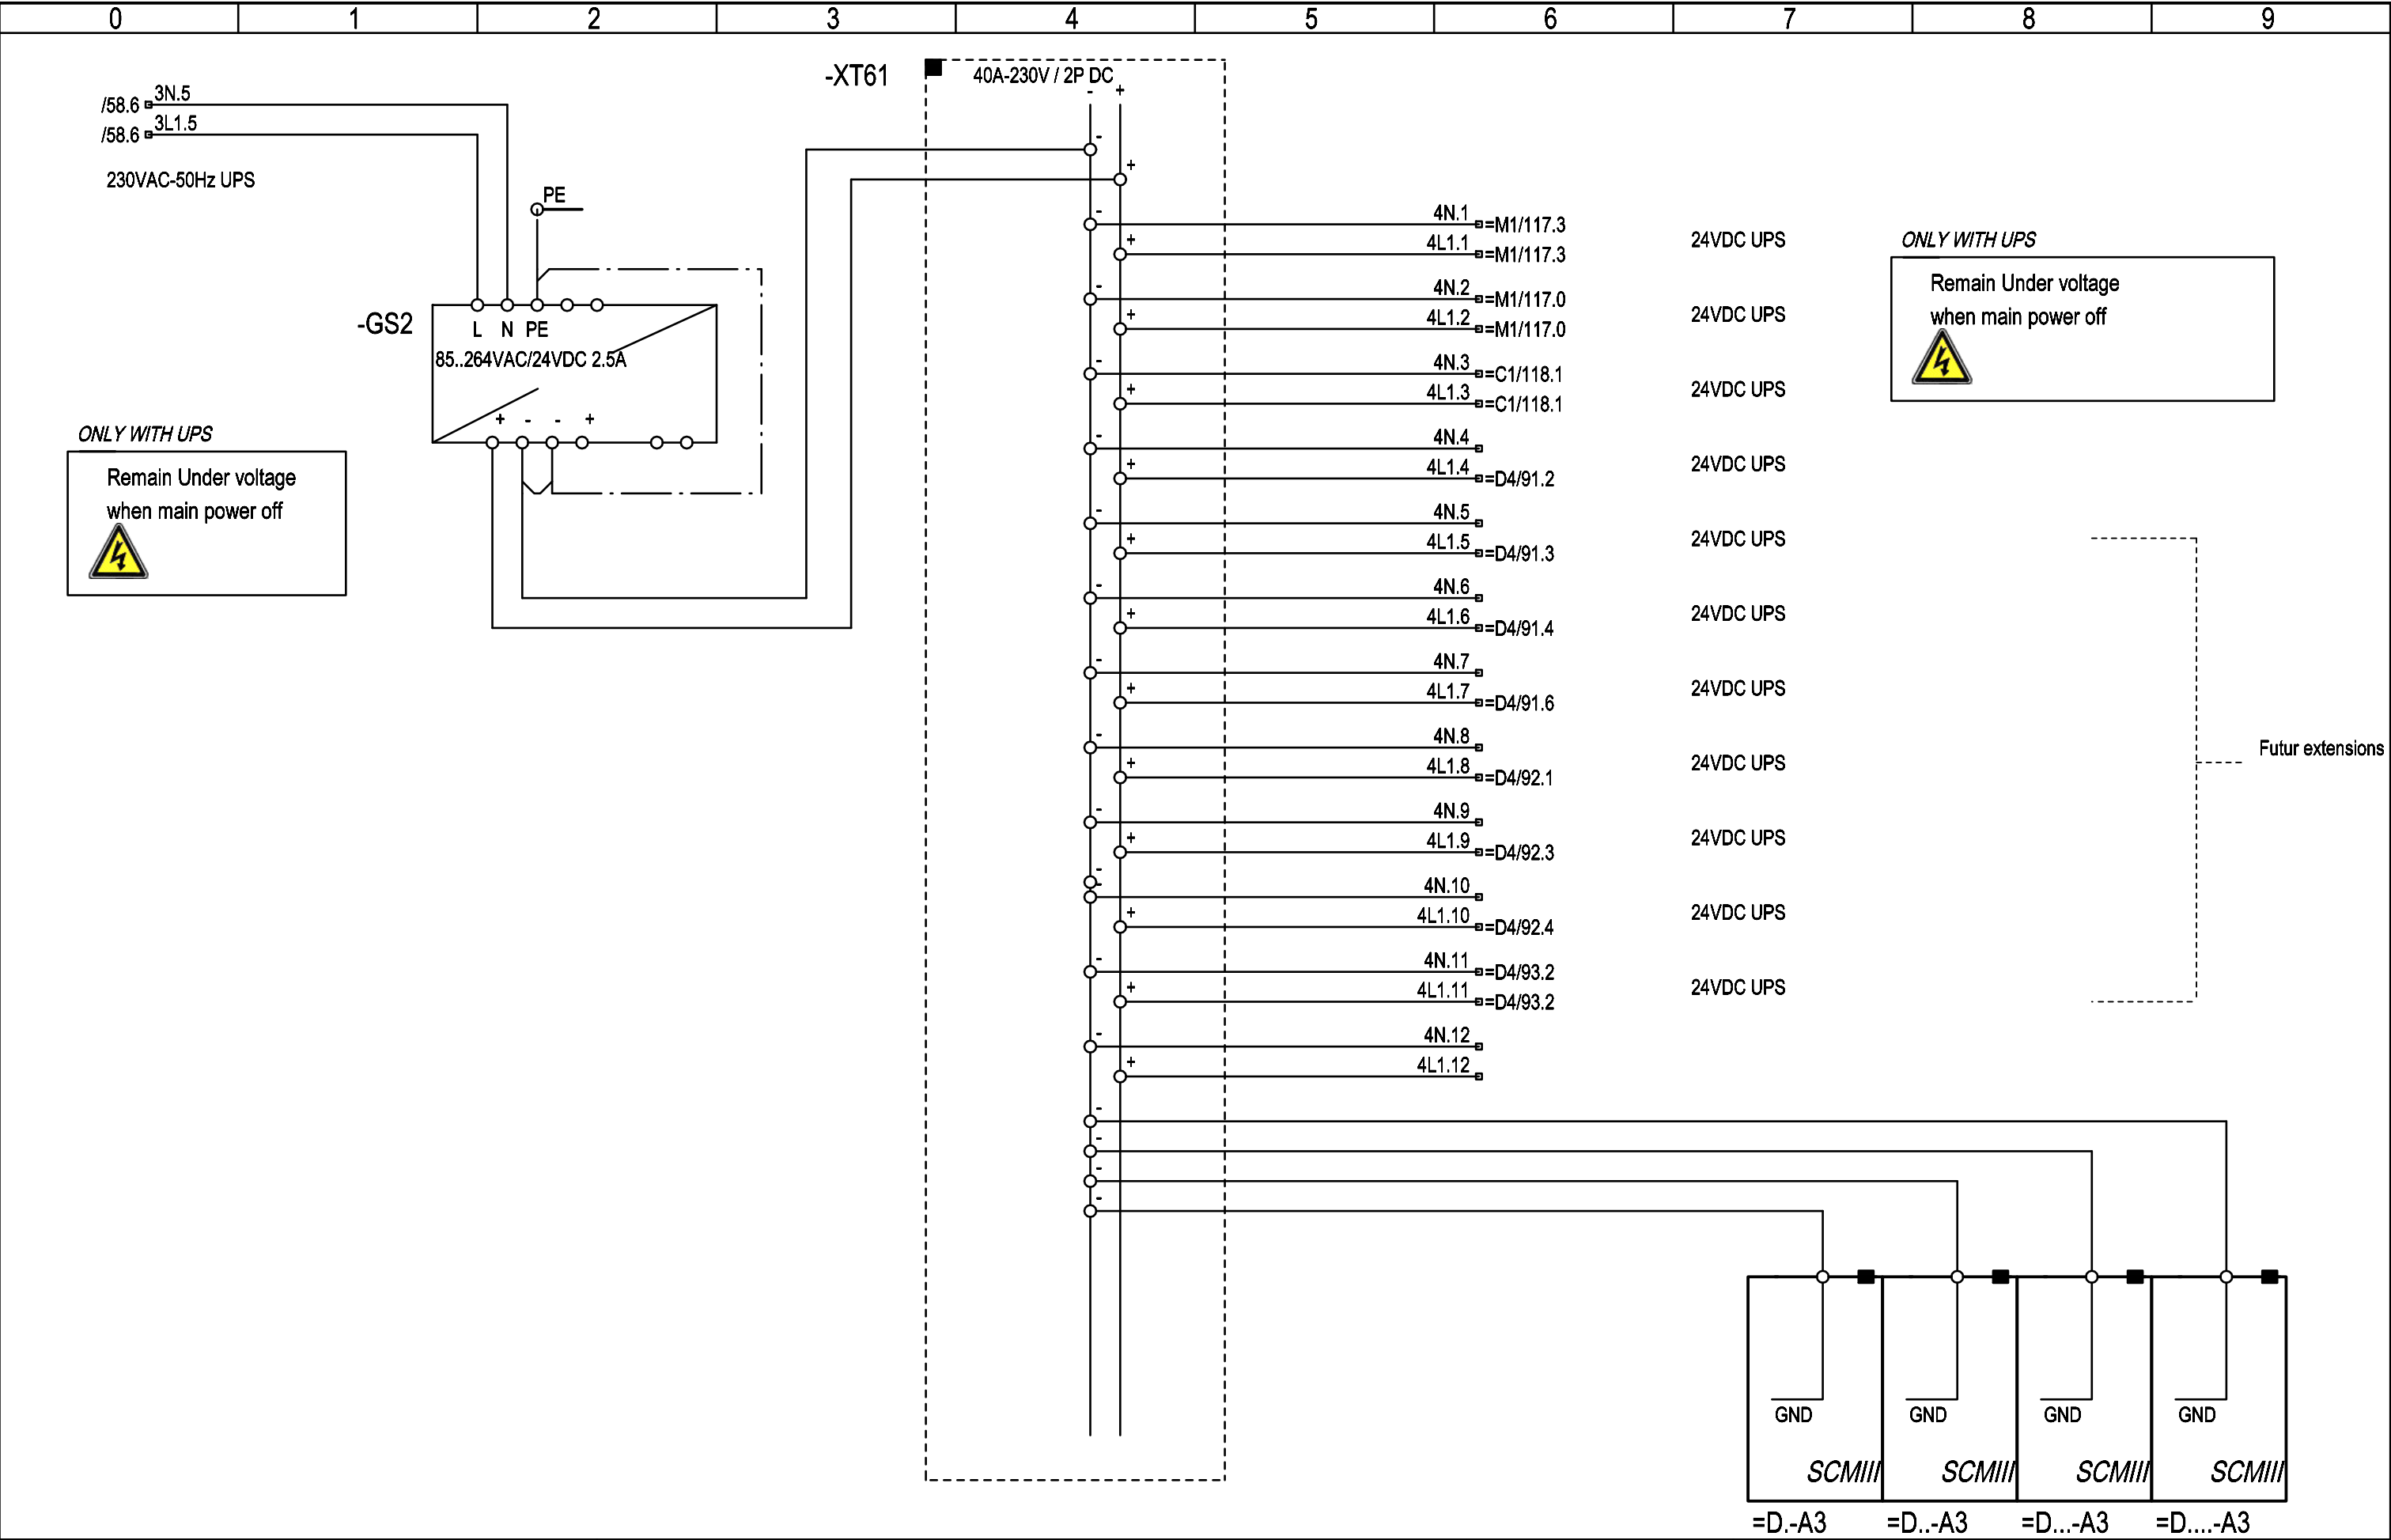 0 1 2 3 4 5 6 7 8 9
-XT61
40A-230V / 2P DC
- +
/58.6 3N.5
/58.6 3L1.5
230VAC-50Hz UPS
PE
-GS2
L N PE
85..264VAC/24VDC 2.5A
+ - - +
ONLY WITH UPS
Remain Under voltage
when main power off
-
+
- 4N.1 =M1/117.3
+ 4L1.1 =M1/117.3
24VDC UPS
- 4N.2 =M1/117.0
+ 4L1.2 =M1/117.0
24VDC UPS
- 4N.3 =C1/118.1
+ 4L1.3 =C1/118.1
24VDC UPS
- 4N.4
+ 4L1.4 =D4/91.2
24VDC UPS
- 4N.5
+ 4L1.5 =D4/91.3
24VDC UPS
- 4N.6
+ 4L1.6 =D4/91.4
24VDC UPS
- 4N.7
+ 4L1.7 =D4/91.6
24VDC UPS
- 4N.8
+ 4L1.8 =D4/92.1
24VDC UPS
- 4N.9
+ 4L1.9 =D4/92.3
24VDC UPS
-
- 4N.10
+ 4L1.10 =D4/92.4
24VDC UPS
- 4N.11 =D4/93.2
+ 4L1.11 =D4/93.2
24VDC UPS
- 4N.12
+ 4L1.12
-
-
-
-
ONLY WITH UPS
Remain Under voltage
when main power off
Futur extensions
GND GND GND GND
SCMIII SCMIII SCMIII SCMIII
=D.-A3 =D..-A3 =D...-A3 =D....-A3